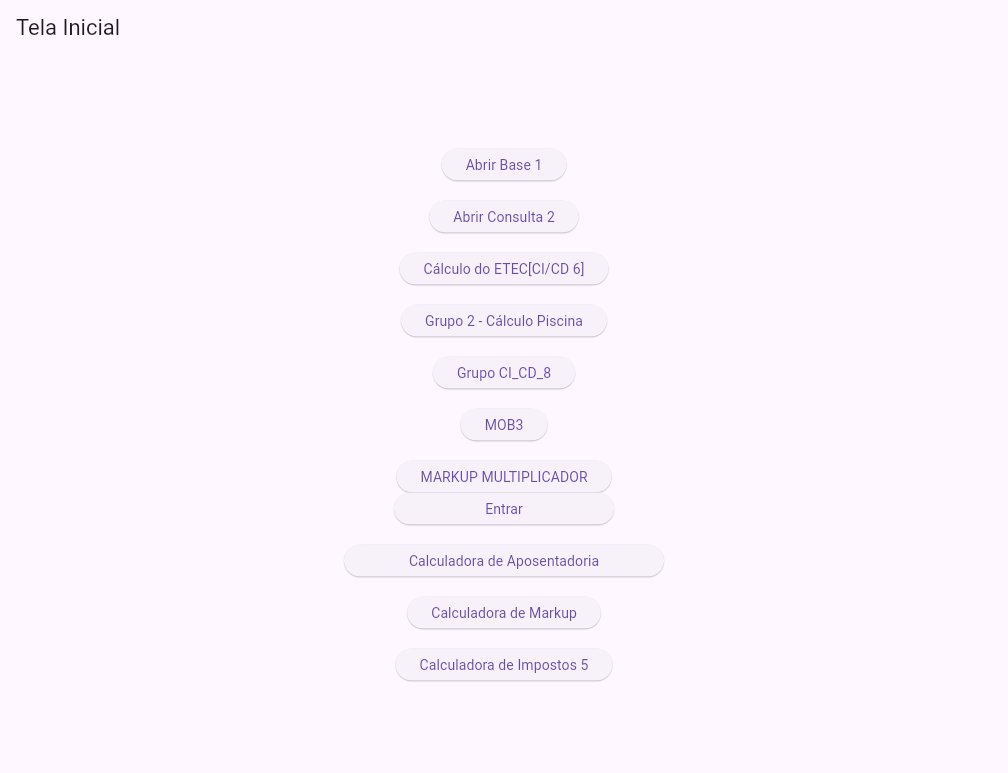 Tela Inicial
Abrir Base 1
Abrir Consulta 2
Cálculo do ETEC[CI/CD 6]
Grupo 2 - Cálculo Piscina
Grupo CI_CD_8
MOB3
MARKUP MULTIPLICADOR
Entrar
Calculadora de Aposentadoria
Calculadora de Markup
Calculadora de Impostos 5